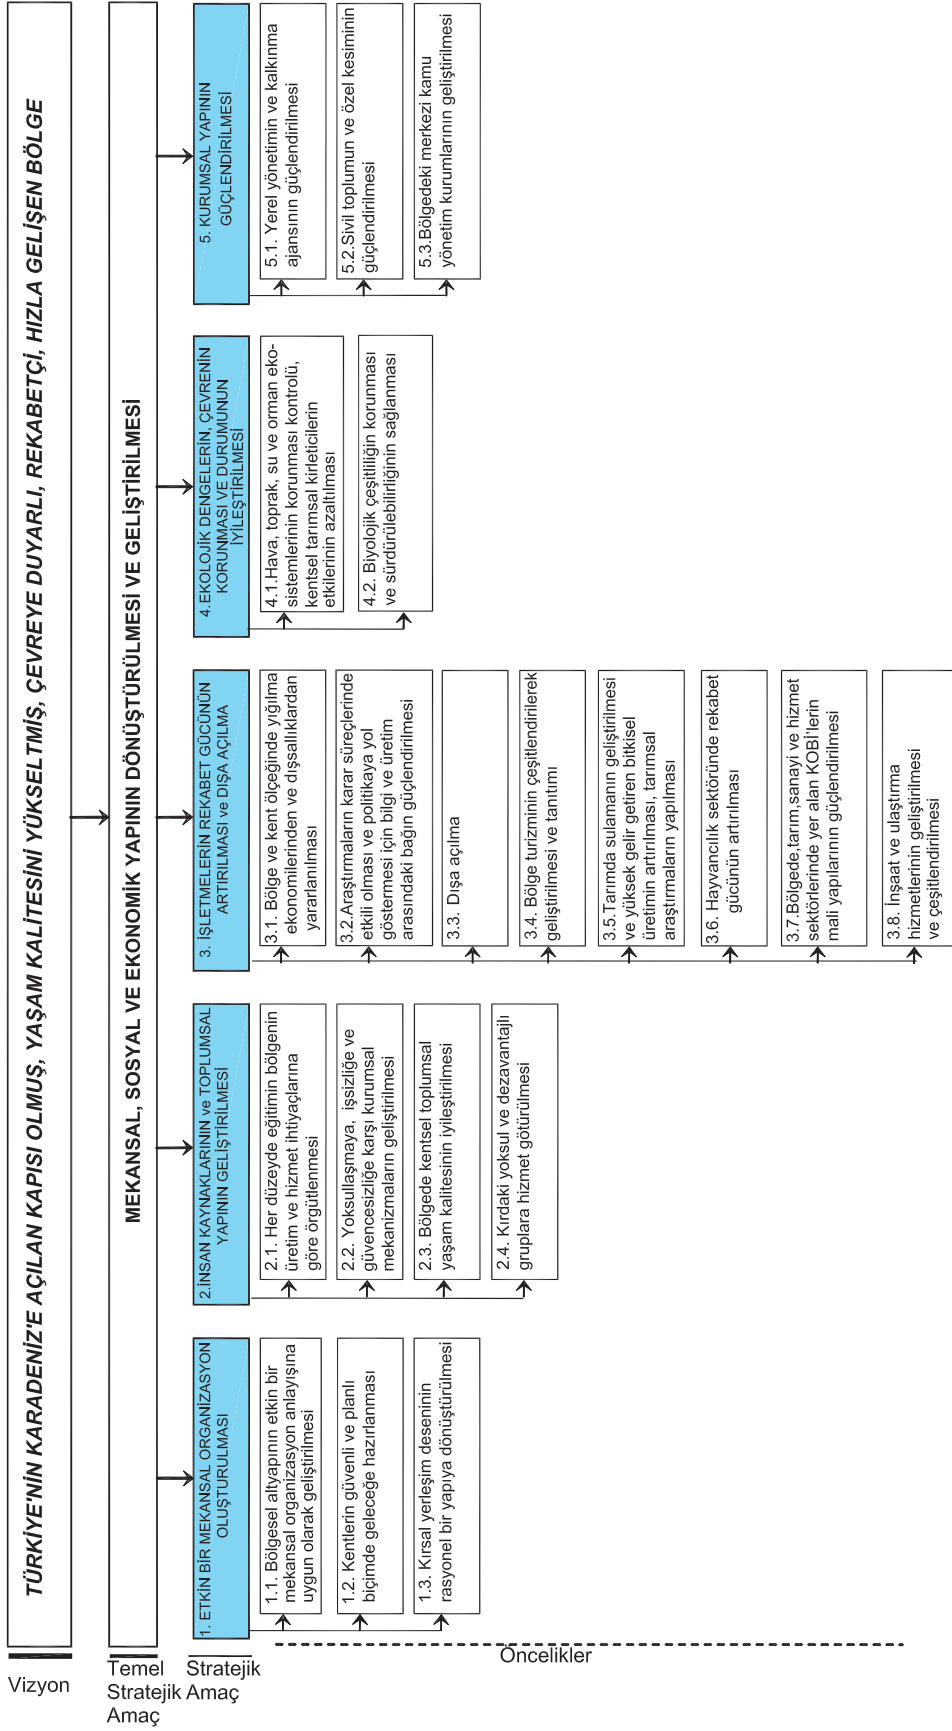 Vizyon
TÜRKİYE'NİN KARADENİZ'E AÇILAN KAPISI OLMUŞ, YAŞAM KALİTESİNİ YÜKSELTMİŞ, ÇEVREYE DUYARLI, REKABETÇİ, HIZLA GELİŞEN BÖLGE
Temel
Stratejik
Amaç
MEKANSAL, SOSYAL VE EKONOMİK YAPININ DÖNÜŞTÜRÜLMESİ VE GELİŞTİRİLMESİ
Stratejik
Amaç
1. ETKİN BİR MEKANSAL ORGANİZASYON
OLUŞTURULMASI
1.1. Bölgesel altyapının etkin bir
mekansal organizasyon anlayışına
uygun olarak geliştirilmesi
1.2. Kentlerin güvenli ve planlı
biçimde geleceğe hazırlanması
1.3. Kırsal yerleşim deseninin
rasyonel bir yapıya dönüştürülmesi
2.İNSAN KAYNAKLARININ ve TOPLUMSAL
YAPININ GELİŞTİRİLMESİ
2.1. Her düzeyde eğitimin bölgenin
üretim ve hizmet ihtiyaçlarına
göre örgütlenmesi
2.2. Yoksullaşmaya, işsizliğe ve
güvencesizliğe karşı kurumsal
mekanizmaların geliştirilmesi
2.3. Bölgede kentsel toplumsal
yaşam kalitesinin iyileştirilmesi
2.4. Kırdaki yoksul ve dezavantajlı
gruplara hizmet götürülmesi
3. İŞLETMELERİN REKABET GÜCÜNÜN
ARTIRILMASI ve DIŞA AÇILMA
3.1. Bölge ve kent ölçeğinde yığılma
ekonomilerinden ve dışsallıklardan
yararlanılması
3.2.Araştırmaların karar süreçlerinde
etkili olması ve politikaya yol
göstermesi için bilgi ve üretim
arasındaki bağın güçlendirilmesi
3.3. Dışa açılma
3.4. Bölge turizminin çeşitlendirilerek
geliştirilmesi ve tanıtımı
3.5.Tarımda sulamanın geliştirilmesi
ve yüksek gelir getiren bitkisel
üretimin artırılması, tarımsal
araştırmaların yapılması
3.6. Hayvancılık sektöründe rekabet
gücünün artırılması
3.7.Bölgede,tarım,sanayi ve hizmet
sektörlerinde yer alan KOBİ'lerin
mali yapılarının güçlendirilmesi
3.8. İnşaat ve ulaştırma
hizmetlerinin geliştirilmesi
ve çeşitlendirilmesi
4.EKOLOJİK DENGELERİN, ÇEVRENİN
KORUNMASI VE DURUMUNUN
İYİLEŞTİRİLMESİ
4.1.Hava, toprak, su ve orman eko-
sistemlerinin korunması kontrolü,
kentsel tarımsal kirleticilerin
etkilerinin azaltılması
4.2. Biyolojik çeşitliliğin korunması
ve sürdürülebilirliğinin sağlanması
5. KURUMSAL YAPININ
GÜÇLENDİRİLMESİ
5.1. Yerel yönetimin ve kalkınma
ajansının güçlendirilmesi
5.2.Sivil toplumun ve özel kesiminin
güçlendirilmesi
5.3.Bölgedeki merkezi kamu
yönetim kurumlarının geliştirilmesi
Öncelikler